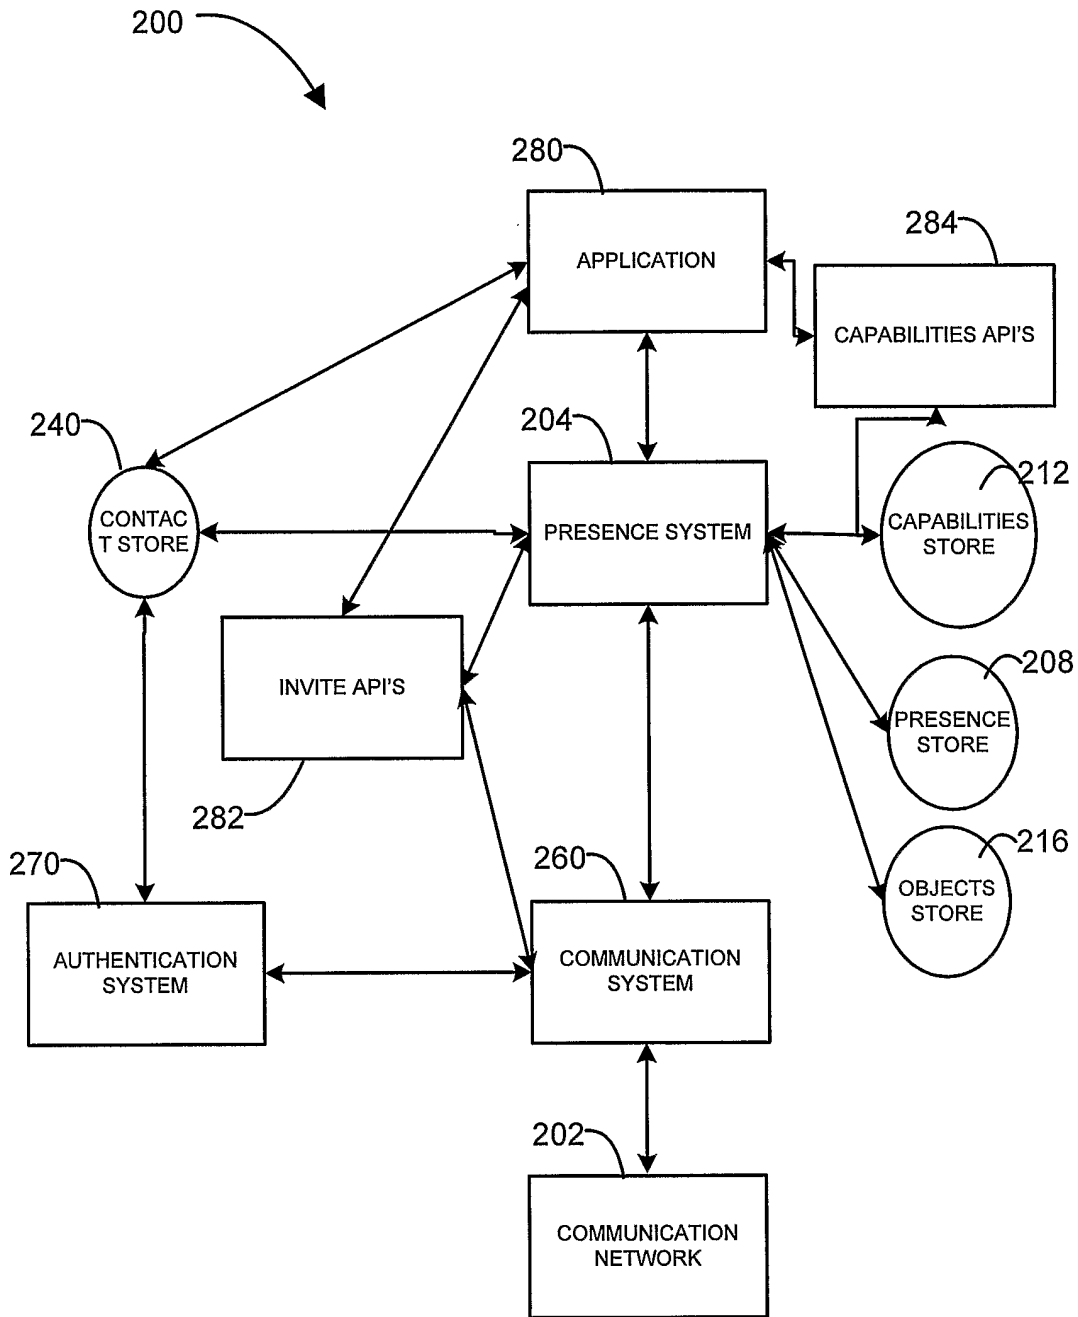 200
280
APPLICATION
284
CAPABILITIES API'S
240
204
212
CONTAC
T STORE
PRESENCE SYSTEM
CAPABILITIES
STORE
INVITE API'S
208
PRESENCE
STORE
282
270
260
216
OBJECTS
STORE
AUTHENTICATION
SYSTEM
COMMUNICATION
SYSTEM
202
COMMUNICATION
NETWORK